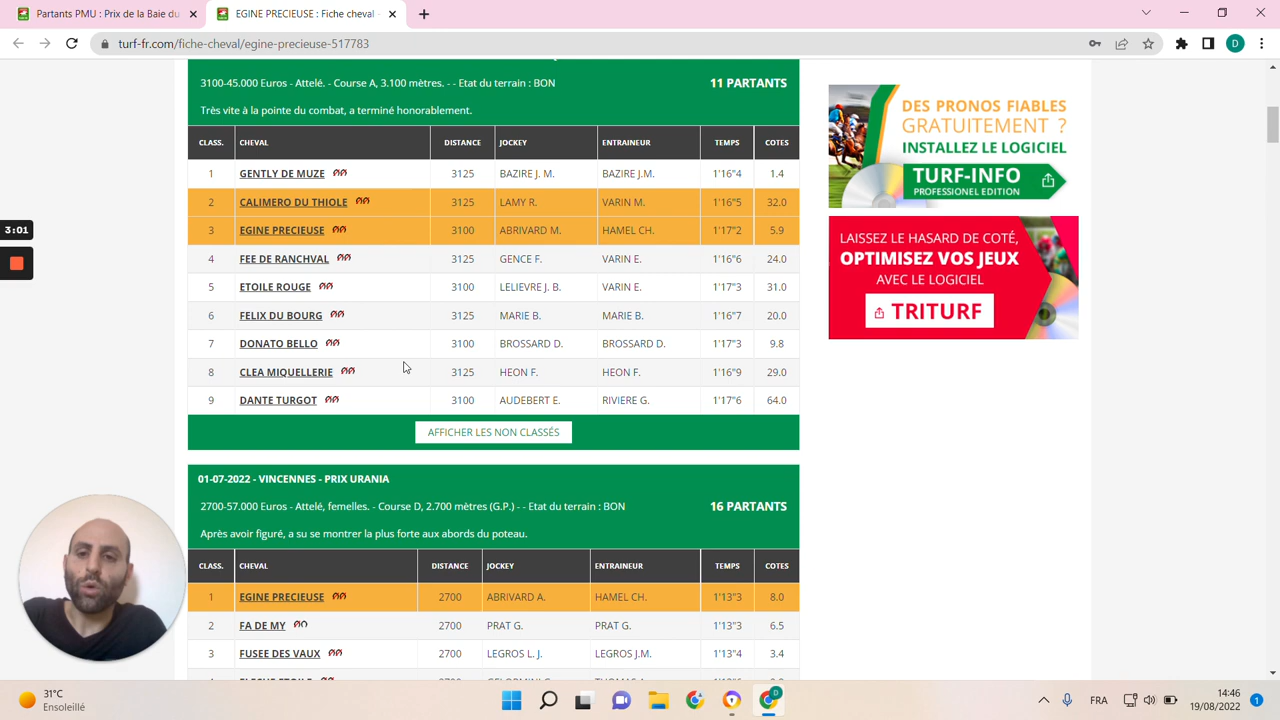 Partants PMU : Prix de la Baie du
EGINE PRECIEUSE : Fiche cheval
turf-fr.com/fiche-cheval/egine-precieuse-517783
D
3100-45.000 Euros - Attelé. - Course A, 3.100 mètres. - - Etat du terrain : BON
11 PARTANTS
Très vite à la pointe du combat, a terminé honorablement.
CLASS. CHEVAL DISTANCE JOCKEY ENTRAINEUR TEMPS COTES
1 GENTLY DE MUZE 3125 BAZIRE J. M. BAZIRE J.M. 1'16"4 1.4
2 CALIMERO DU THIOLE 3125 LAMY R. VARIN M. 1'16"5 32.0
3 EGINE PRECIEUSE 3100 ABRIVARD M. HAMEL CH. 1'17"2 5.9
4 FEE DE RANCHVAL 3125 GENCE F. VARIN E. 1'16"6 24.0
ETOILE ROUGE 3100 LELIEVRE J. B. VARIN E. 1'17"3 31.0
6 FELIX DU BOURG 3125 MARIE B. MARIE B. 1'16"7 20.0
7 DONATO BELLO 3100 BROSSARD D. BROSSARD D. 1'17"3 9.8
8 CLEA MIQUELLERIE 3125 HEON F. HEON F. 1'16"9 29.0
9 DANTE TURGOT 3100 AUDEBERT E. RIVIERE G. 1'17"6 64.0
AFFICHER LES NON CLASSÉS
01-07-2022 - VINCENNES - PRIX URANIA
2700-57.000 Euros - Attelé, femelles. - Course D, 2.700 mètres (G.P.) - - Etat du terrain : BON
16 PARTANTS
Après avoir figuré, a su se montrer la plus forte aux abords du poteau.
CLASS. CHEVAL DISTANCE JOCKEY ENTRAINEUR TEMPS COTES
1 EGINE PRECIEUSE 2700 ABRIVARD A. HAMEL CH. 1'13"3 8.0
2 FA DE MY 2700 PRAT G. PRAT G. 1'13"3 6.5
3 FUSEE DES VAUX 2700 LEGROS L. J. LEGROS J.M. 1'13"4 3.4
DES PRONOS FIABLES
GRATUITEMENT ?
INSTALLEZ LE LOGICIEL
TURF-INFO
PROFESSIONEL EDITION
LAISSEZ LE HASARD DE COTÉ,
OPTIMISEZ VOS JEUX
AVEC LE LOGICIEL
TRITURF
3:01
31°C
Ensoleillé
D
FRA
14:46
19/08/2022
1